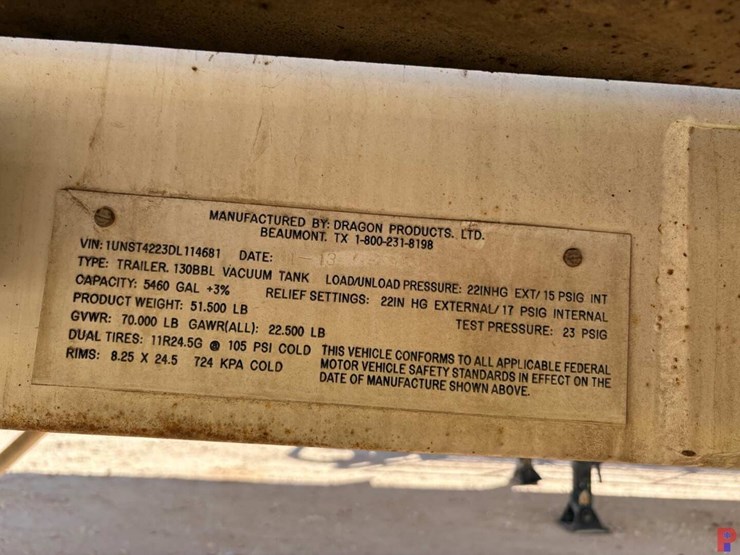 MANUFACTURED BY: DRAGON PRODUCTS. LTD.
BEAUMONT. TX 1-800-231-8198
VIN: 1UNST4223DL114681 DATE:
TYPE: TRAILER. 130BBL VACUUM TANK LOAD/UNLOAD PRESSURE: 22INHG EXT/ 15 PSIG INT
CAPACITY: 5460 GAL +3% RELIEF SETTINGS: 22IN HG EXTERNAL/ 17 PSIG INTERNAL
PRODUCT WEIGHT: 51.500 LB TEST PRESSURE: 23 PSIG
GVWR: 70.000 LB GAWR(ALL): 22.500 LB
DUAL TIRES: 11R24.5G @ 105 PSI COLD THIS VEHICLE CONFORMS TO ALL APPLICABLE FEDERAL
RIMS: 8.25 X 24.5 724 KPA COLD MOTOR VEHICLE SAFETY STANDARDS IN EFFECT ON THE
DATE OF MANUFACTURE SHOWN ABOVE.